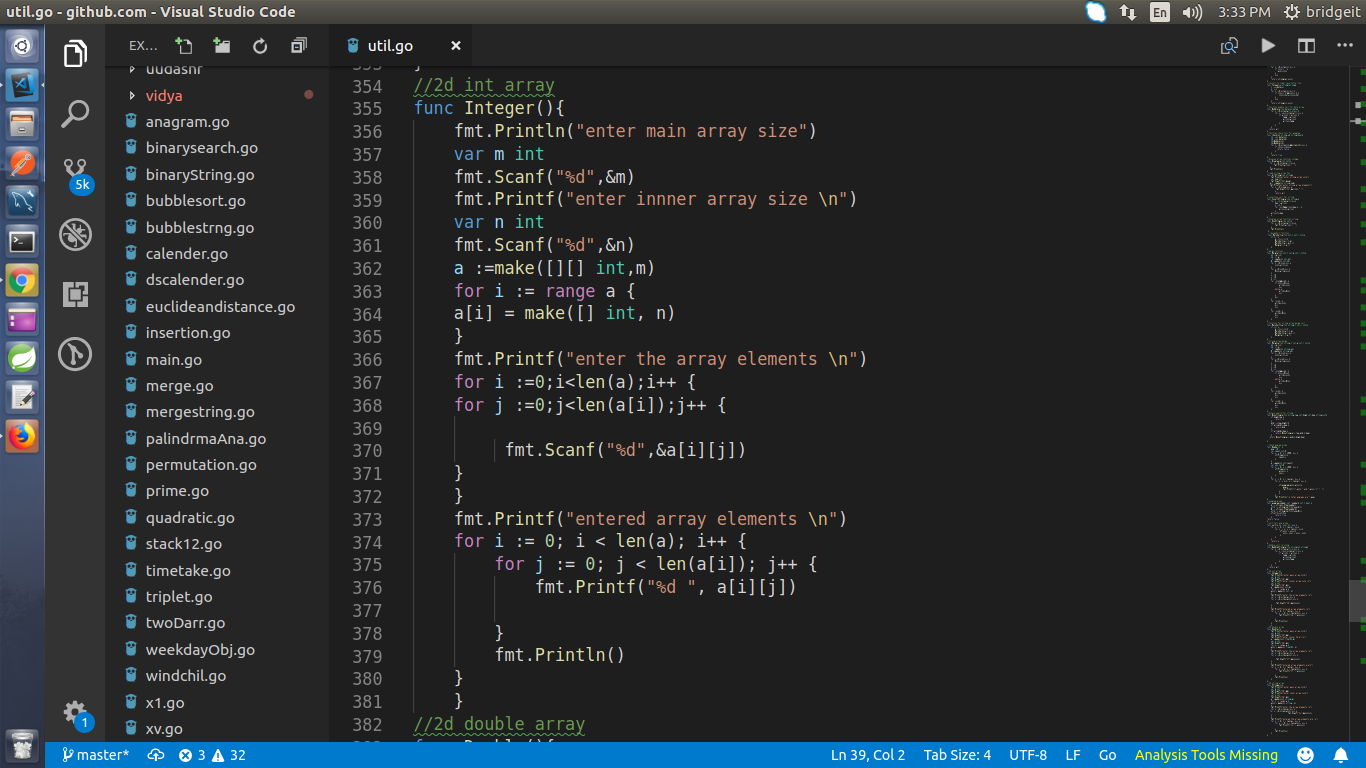 util.go - github.com - Visual Studio Code
En
3:33 PM
bridgeit
EX...
util.go
uudashr
vidya
anagram.go
binarysearch.go
binaryString.go
bubblesort.go
bubblestrng.go
calender.go
dscalender.go
euclideandistance.go
insertion.go
main.go
merge.go
mergestring.go
palindrmaAna.go
permutation.go
prime.go
quadratic.go
stack12.go
timetake.go
triplet.go
twoDarr.go
weekdayObj.go
windchil.go
x1.go
xv.go
5k
1
353 }
354 //2d int array
355 func Integer(){
356 fmt.Println("enter main array size")
357 var m int
358 fmt.Scanf("%d",&m)
359 fmt.Printf("enter innner array size \n")
360 var n int
361 fmt.Scanf("%d",&n)
362 a :=make([][] int,m)
363 for i := range a {
364 a[i] = make([] int, n)
365 }
366 fmt.Printf("enter the array elements \n")
367 for i :=0;i<len(a);i++ {
368 for j :=0;j<len(a[i]);j++ {
369
370 fmt.Scanf("%d",&a[i][j])
371 }
372 }
373 fmt.Printf("entered array elements \n")
374 for i := 0; i < len(a); i++ {
375 for j := 0; j < len(a[i]); j++ {
376 fmt.Printf("%d ", a[i][j])
377
378 }
379 fmt.Println()
380 }
381 }
382 //2d double array
master*
3
32
Ln 39, Col 2
Tab Size: 4
UTF-8
LF
Go
Analysis Tools Missing